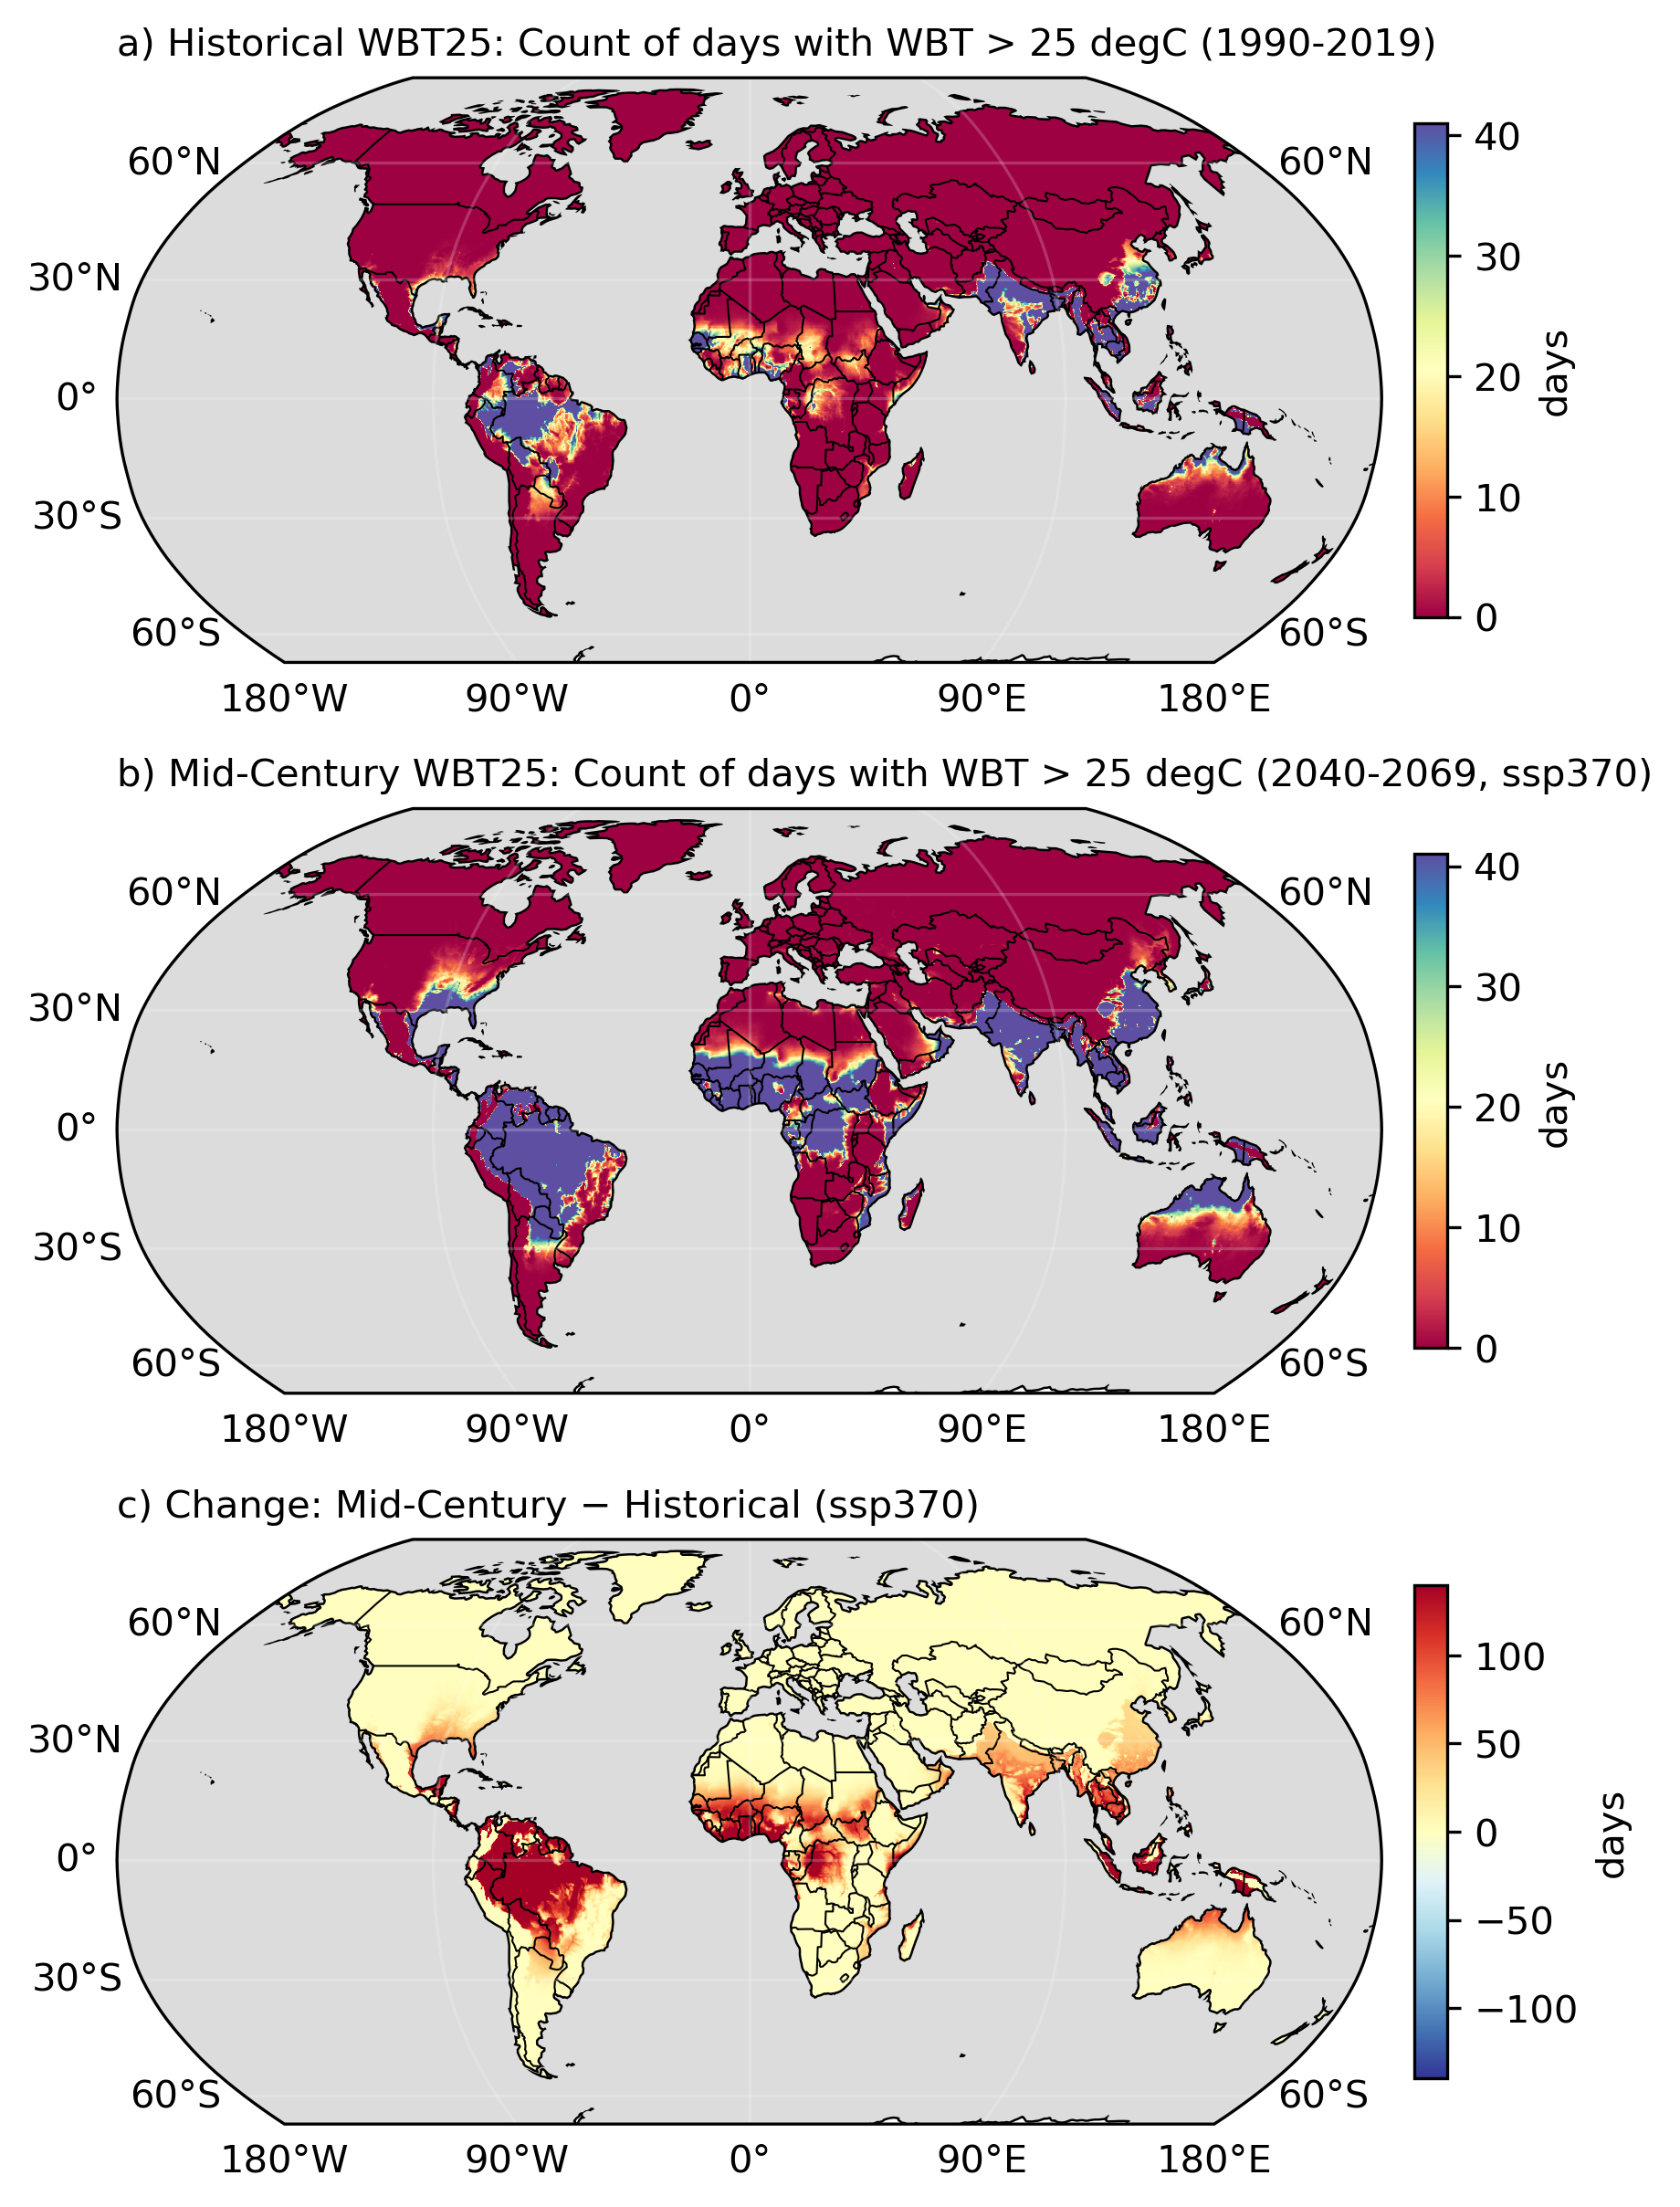 a) Historical WBT25: Count of days with WBT > 25 degC (1990-2019)
60°N 60°N
30°N
0°
30°S
60°S 60°S
180°W 90°W 0° 90°E 180°E
40
30
20
10
0
days
b) Mid-Century WBT25: Count of days with WBT > 25 degC (2040-2069, ssp370)
60°N 60°N
30°N
0°
30°S
60°S 60°S
180°W 90°W 0° 90°E 180°E
40
30
20
10
0
days
c) Change: Mid-Century − Historical (ssp370)
60°N 60°N
30°N
0°
30°S
60°S 60°S
180°W 90°W 0° 90°E 180°E
100
50
0
−50
−100
days